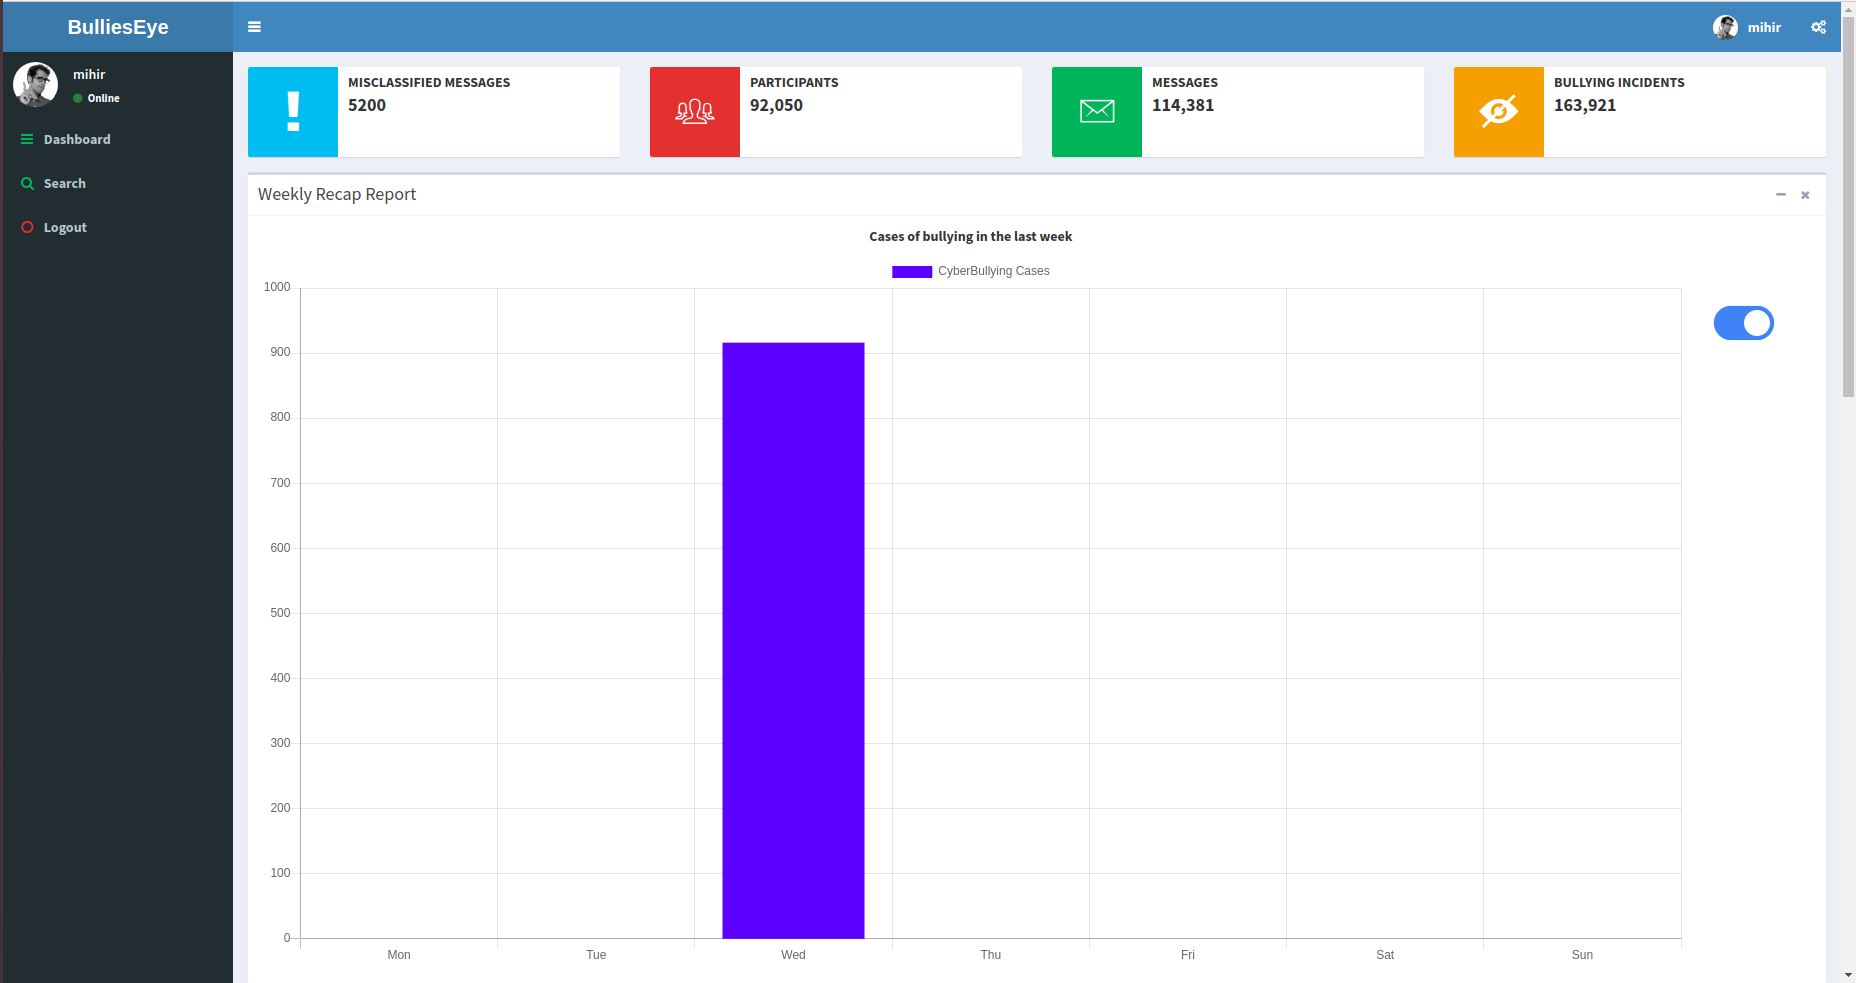 BulliesEye
mihir
mihir
Online
Dashboard
Search
Logout
MISCLASSIFIED MESSAGES
5200
PARTICIPANTS
92,050
MESSAGES
114,381
BULLYING INCIDENTS
163,921
Weekly Recap Report
Cases of bullying in the last week
CyberBullying Cases
1000
900
800
700
600
500
400
300
200
100
0
Mon Tue Wed Thu Fri Sat Sun